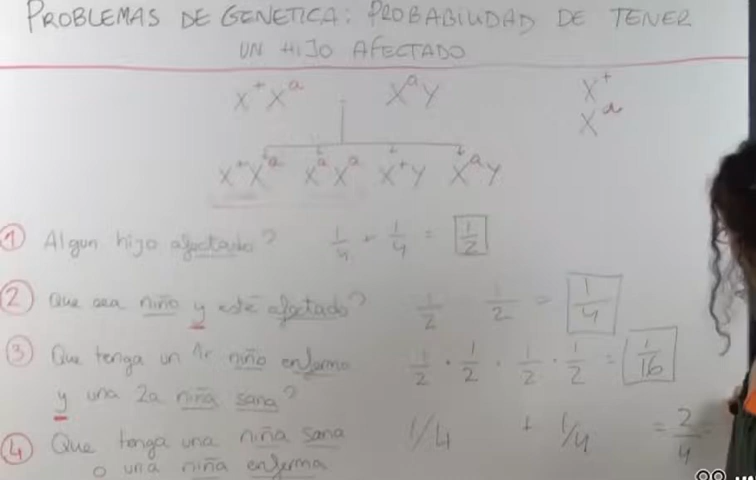 PROBLEMAS DE GENETICA: PROBABILIDAD DE TENER
UN HIJO AFECTADO
X⁺Xᵃ XᵃY X⁺
Xᵃ
X⁺Xᵃ XᵃXᵃ X⁺Y XᵃY
① Algun hijo afectado? 1/4 + 1/4 = 1/2
② Que sea niño y esté afectado? 1/2 1/2 = 1/4
③ Que tenga un 1r niño enfermo 1/2 · 1/2 · 1/2 · 1/2 = 1/16
y una 2a niña sana?
④ Que tenga una niña sana 1/4 + 1/4 = 2/4 =
o una niña enferma